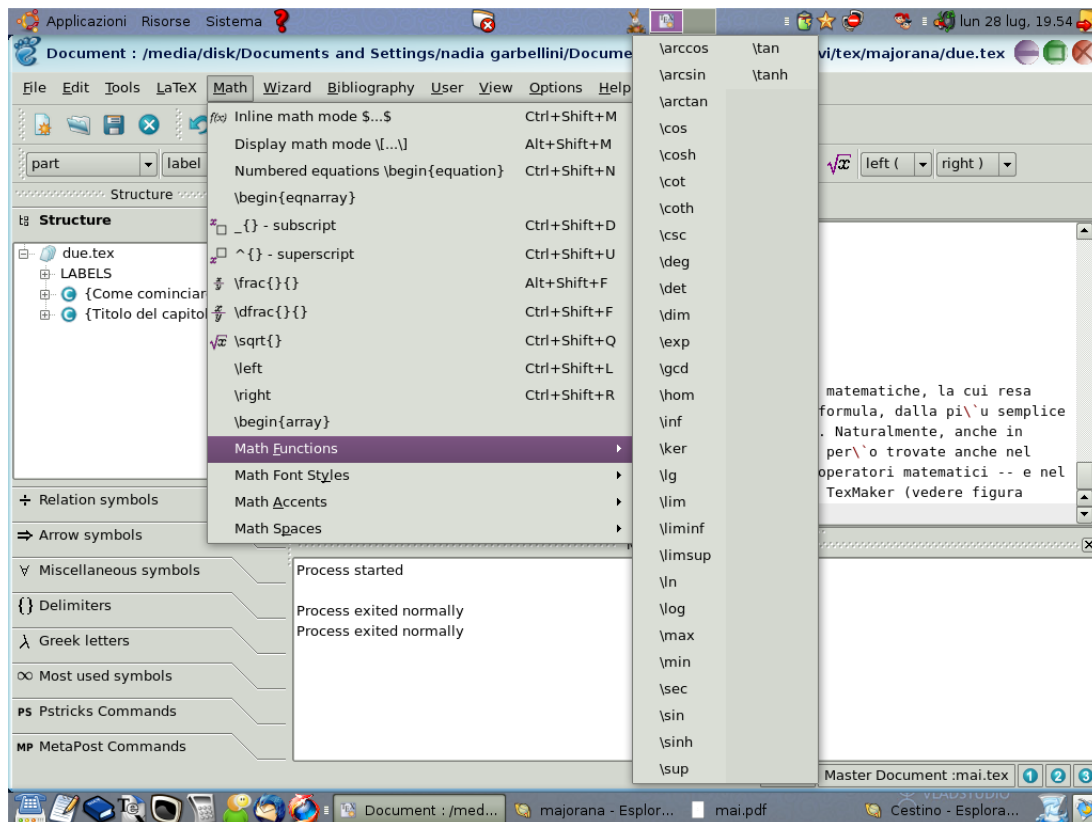 Applicazioni Risorse Sistema
lun 28 lug, 19.54
Document : /media/disk/Documents and Settings/nadia garbellini/Docume
vi/tex/majorana/due.tex
File Edit Tools LaTeX Math Wizard Bibliography User View Options Help
part
label
left (
right )
Structure
Structure
due.tex
LABELS
{Come cominciar
{Titolo del capitol
÷ Relation symbols
⇒ Arrow symbols
∀ Miscellaneous symbols
{} Delimiters
λ Greek letters
∞ Most used symbols
PS Pstricks Commands
MP MetaPost Commands
f(x) Inline math mode $...$ Ctrl+Shift+M
Display math mode \[...\] Alt+Shift+M
Numbered equations \begin{equation} Ctrl+Shift+N
\begin{eqnarray}
_{} - subscript Ctrl+Shift+D
^{} - superscript Ctrl+Shift+U
\frac{}{} Alt+Shift+F
\dfrac{}{} Ctrl+Shift+F
\sqrt{} Ctrl+Shift+Q
\left Ctrl+Shift+L
\right Ctrl+Shift+R
\begin{array}
Math Functions
Math Font Styles
Math Accents
Math Spaces
\arccos
\arcsin
\arctan
\cos
\cosh
\cot
\coth
\csc
\deg
\det
\dim
\exp
\gcd
\hom
\inf
\ker
\lg
\lim
\liminf
\limsup
\ln
\log
\max
\min
\sec
\sin
\sinh
\sup
\tan
\tanh
matematiche, la cui resa
formula, dalla pi\`u semplice
. Naturalmente, anche in
per\`o trovate anche nel
operatori matematici -- e nel
TexMaker (vedere figura
Process started
Process exited normally
Process exited normally
Master Document :mai.tex
1 2 3
VLADSTUDIO
Document : /med...
majorana - Esplor...
mai.pdf
Cestino - Esplora...